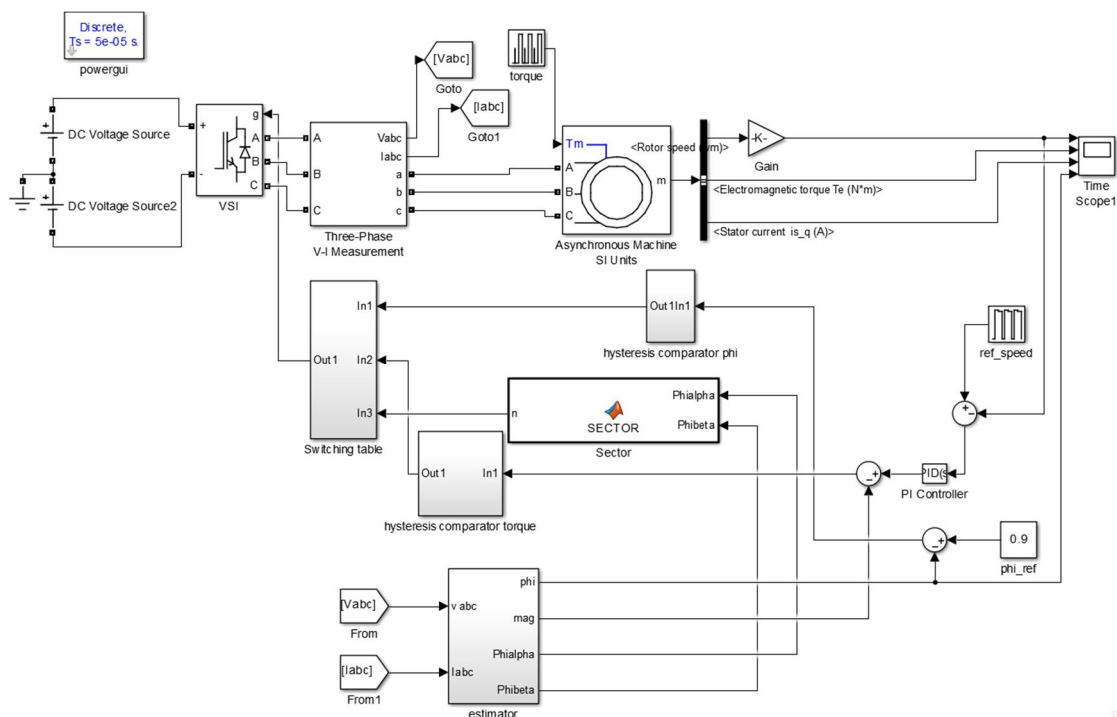 Discrete,
Ts = 5e-05 s.
powergui
[Vabc]
Goto
torque
[Iabc]
Goto1
DC Voltage Source
+
-
g
A
B
C
VSI
DC Voltage Source2
A
B
C
Vabc
Iabc
a
b
c
Three-Phase
V-I Measurement
Tm
A
B
C
m
Asynchronous Machine
SI Units
<Rotor speed (wm)>
<Electromagnetic torque Te (N*m)>
<Stator current is_q (A)>
-K-
Gain
Time
Scope1
In1
In2
In3
Out1
Switching table
Out1
In1
hysteresis comparator phi
ref_speed
n
SECTOR
Phialpha
Phibeta
Sector
Out1
In1
hysteresis comparator torque
PID(s
PI Controller
0.9
phi_ref
[Vabc]
From
[Iabc]
From1
v abc
Iabc
phi
mag
Phialpha
Phibeta
estimator